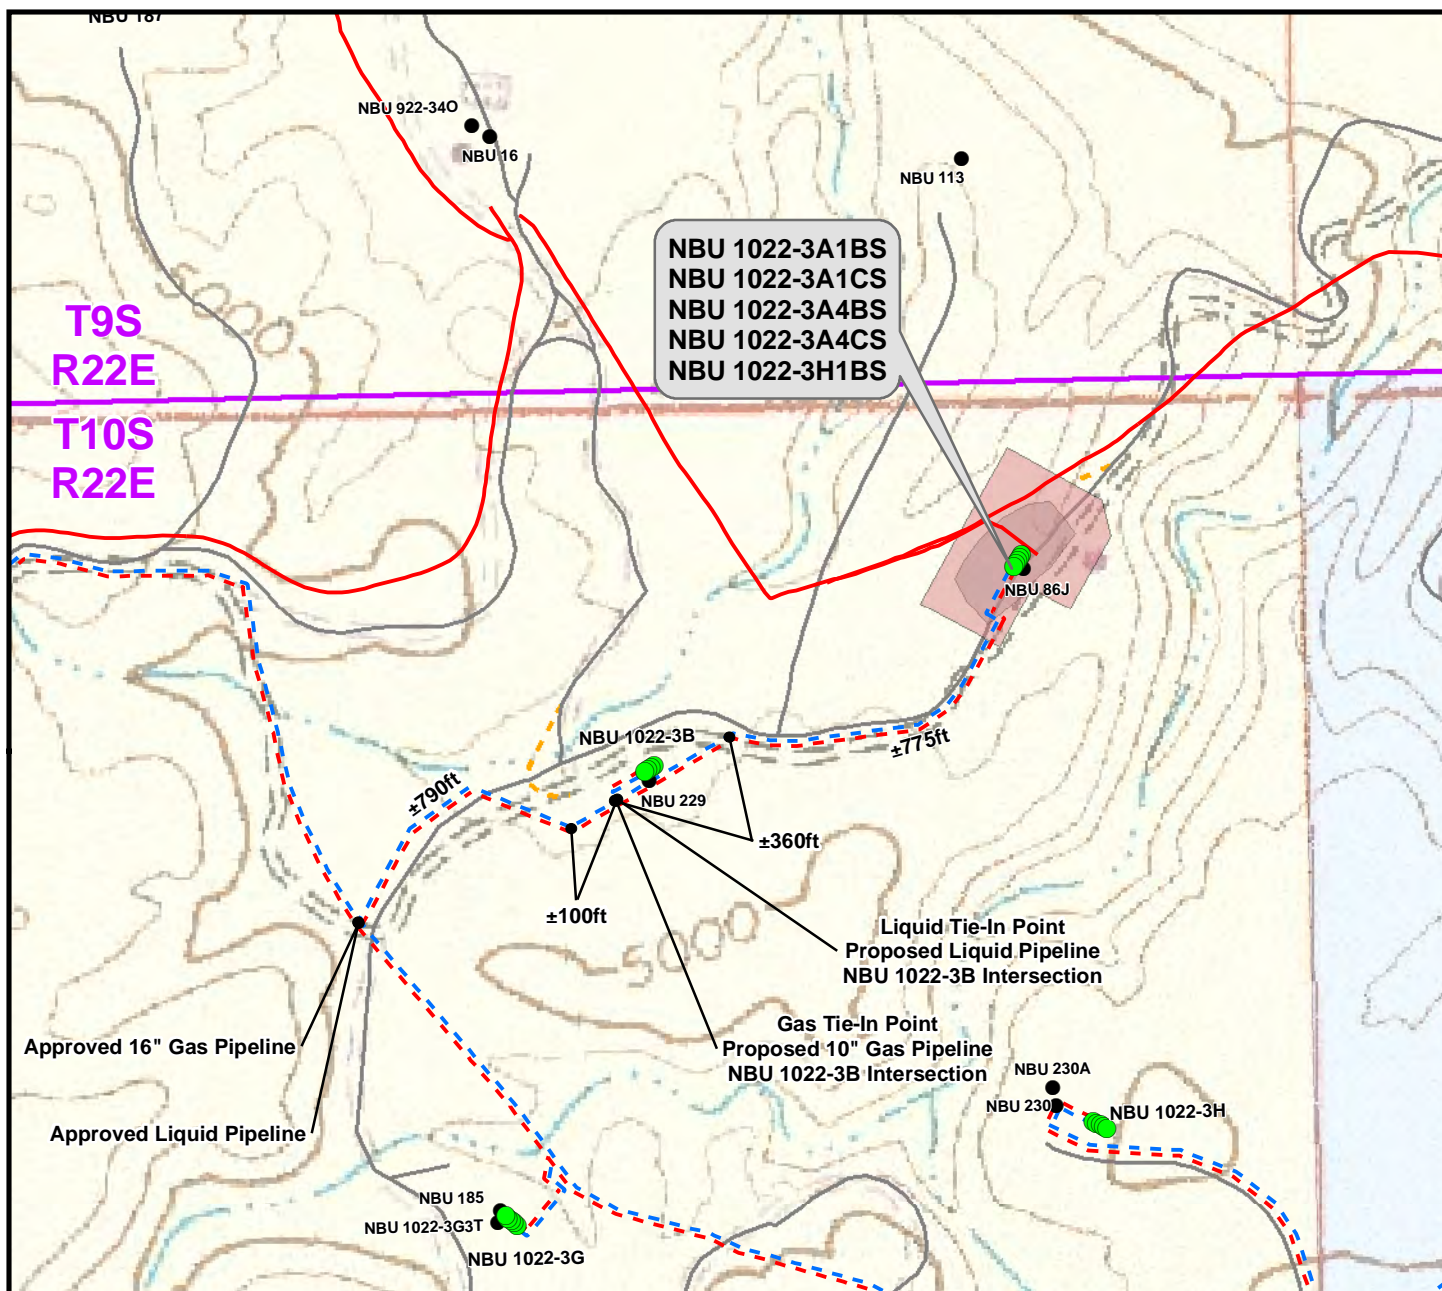 NBU 187
NBU 922-34O
NBU 16
NBU 113
NBU 1022-3A1BS
NBU 1022-3A1CS
NBU 1022-3A4BS
NBU 1022-3A4CS
NBU 1022-3H1BS
5000
T9S
R22E
T10S
R22E
NBU 86J
NBU 1022-3B
±775ft
±790ft
NBU 229
±360ft
±100ft
5000
Liquid Tie-In Point
Proposed Liquid Pipeline
NBU 1022-3B Intersection
Gas Tie-In Point
Proposed 10" Gas Pipeline
NBU 1022-3B Intersection
Approved 16" Gas Pipeline
Approved Liquid Pipeline
NBU 230A
NBU 230
NBU 1022-3H
NBU 185
NBU 1022-3G3T
NBU 1022-3G